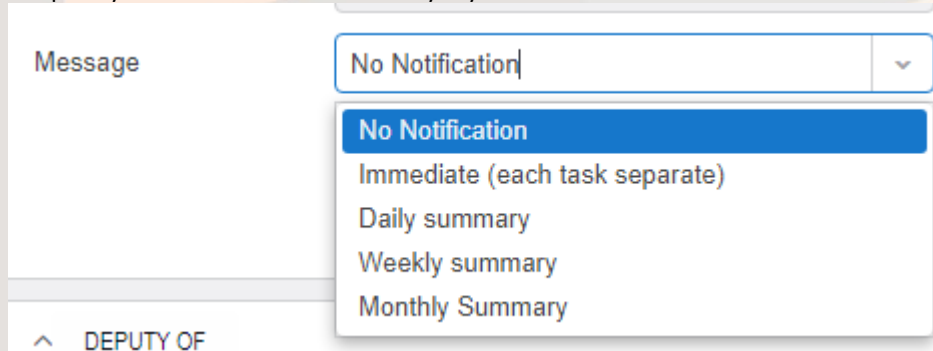 Message
No Notification
No Notification
Immediate (each task separate)
Daily summary
Weekly summary
Monthly Summary
DEPUTY OF